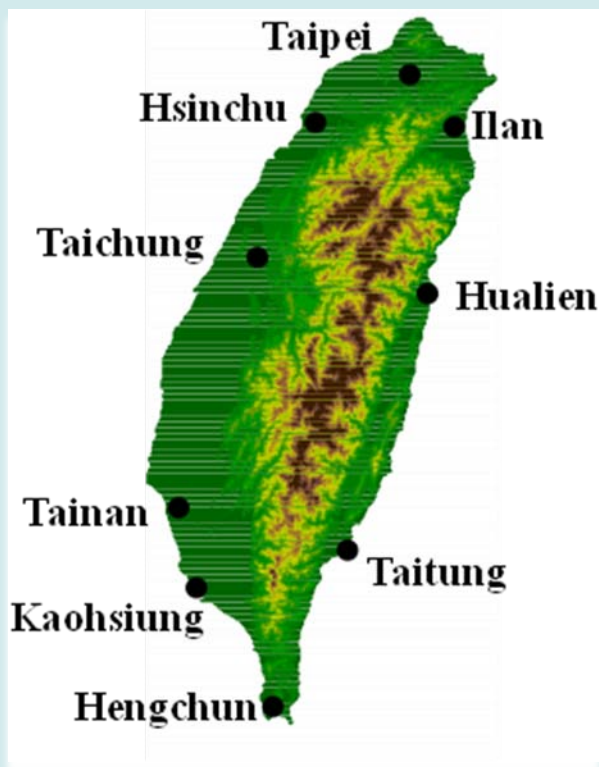 Taipei
Hsinchu
Ilan
Taichung
Hualien
Tainan
Taitung
Kaohsiung
Hengchun